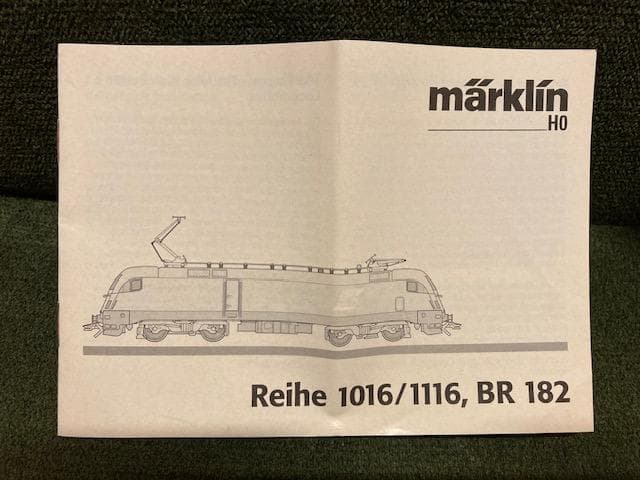 märklin
H0
Reihe 1016/1116, BR 182